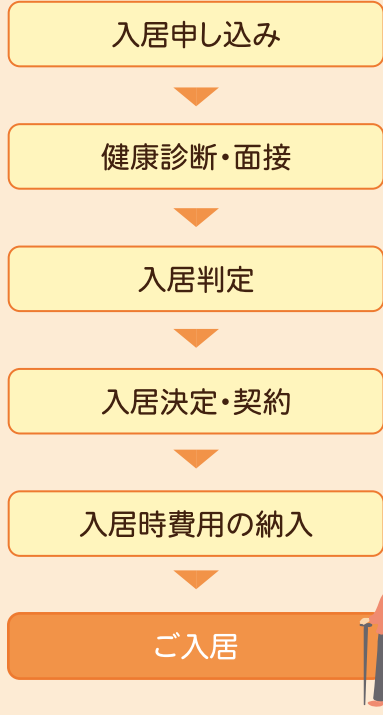 入居申し込み
健康診断・面接
入居判定
入居決定・契約
入居時費用の納入
ご入居